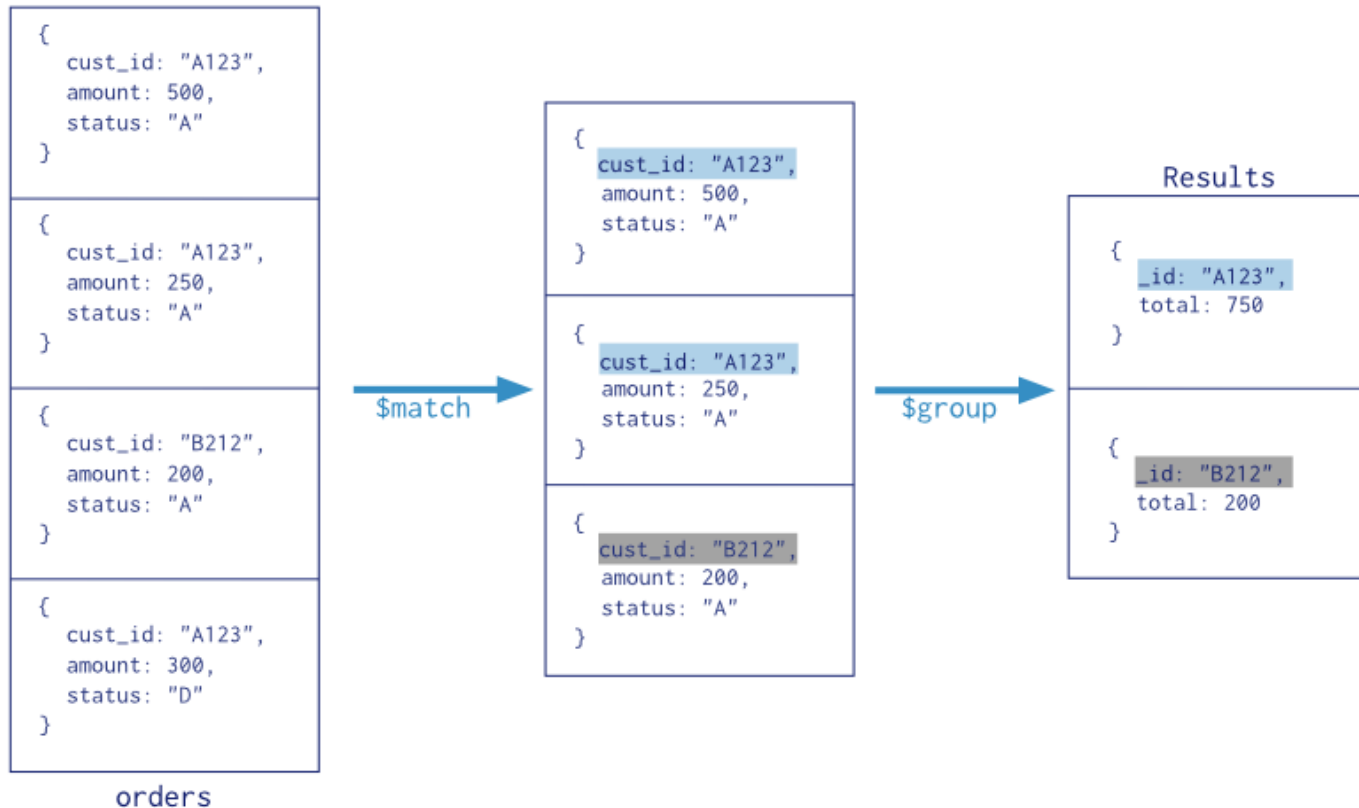 {
cust_id: "A123",
amount: 500,
status: "A"
}
{
cust_id: "A123",
amount: 250,
status: "A"
}
{
cust_id: "B212",
amount: 200,
status: "A"
}
{
cust_id: "A123",
amount: 300,
status: "D"
}
orders
$match
{
cust_id: "A123",
amount: 500,
status: "A"
}
{
cust_id: "A123",
amount: 250,
status: "A"
}
{
cust_id: "B212",
amount: 200,
status: "A"
}
$group
Results
{
_id: "A123",
total: 750
}
{
_id: "B212",
total: 200
}